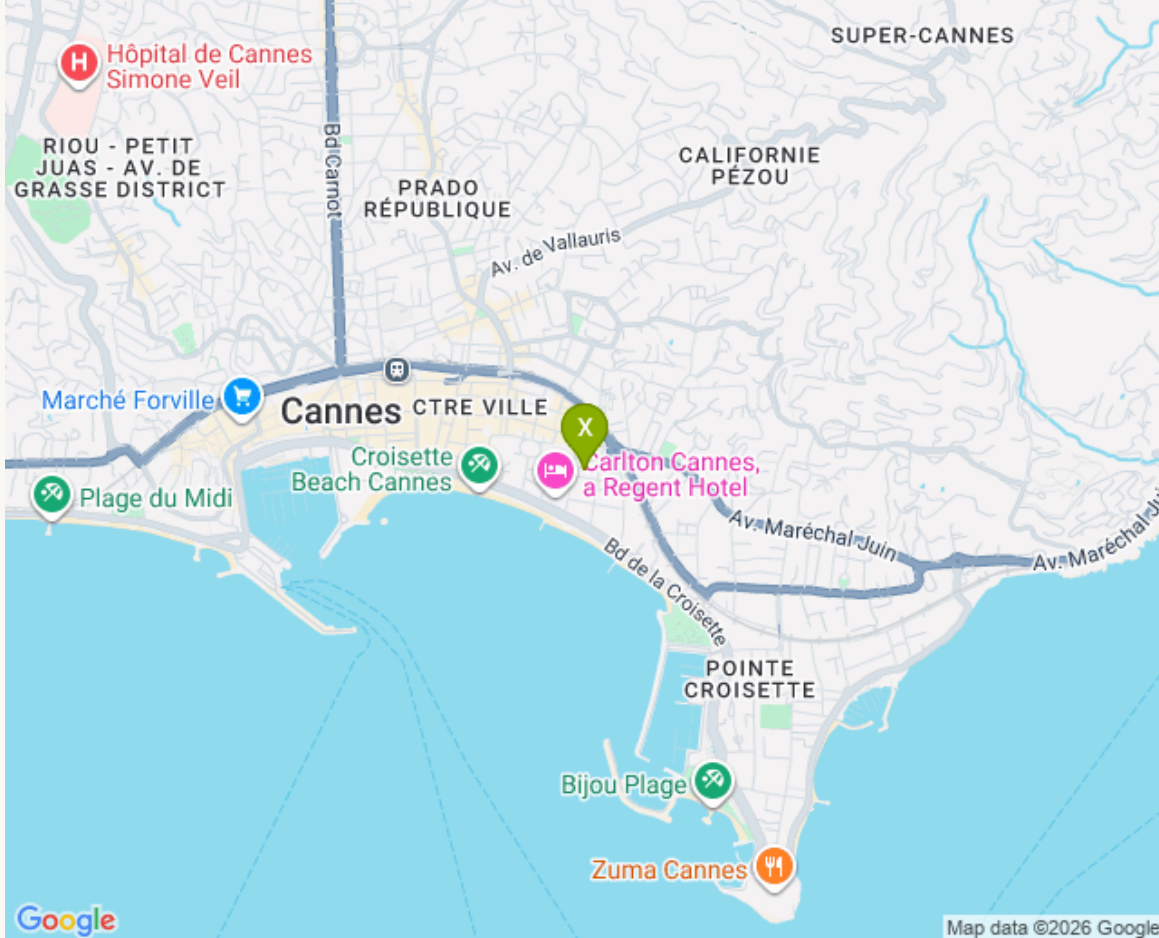 SUPER-CANNES
Hôpital de Cannes
Simone Veil
H
RIOU - PETIT
JUAS - AV. DE
GRASSE DISTRICT
Bd Carnot
CALIFORNIE
PÉZOU
PRADO
RÉPUBLIQUE
Av. de Vallauris
Marché Forville
Cannes
CTRE VILLE
X
Croisette
Beach Cannes
Carlton Cannes,
a Regent Hotel
Plage du Midi
Av. Maréchal Juin
Av. Maréchal Jui
Bd de la Croisette
POINTE
CROISETTE
Bijou Plage
Zuma Cannes
Google
Map data ©2026 Google